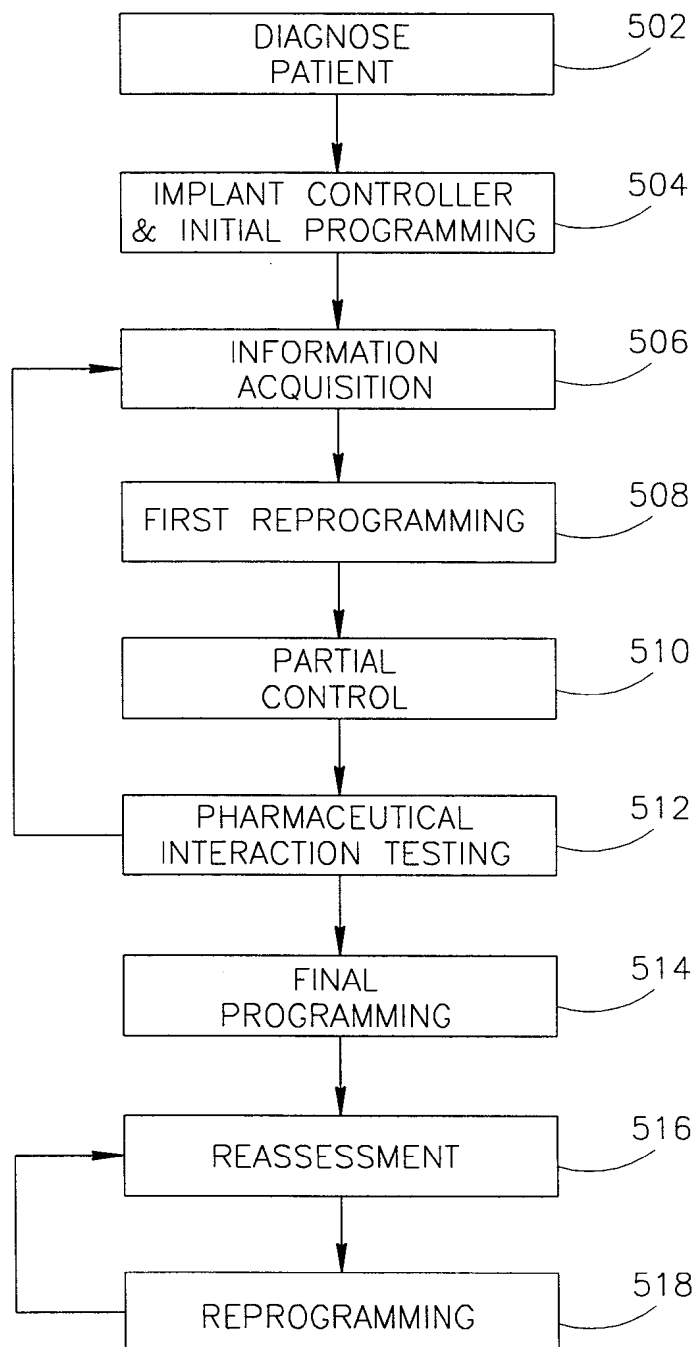 DIAGNOSE
PATIENT
502
IMPLANT CONTROLLER
& INITIAL PROGRAMMING
504
INFORMATION
ACQUISITION
506
FIRST REPROGRAMMING
508
PARTIAL
CONTROL
510
PHARMACEUTICAL
INTERACTION TESTING
512
FINAL
PROGRAMMING
514
REASSESSMENT
516
REPROGRAMMING
518